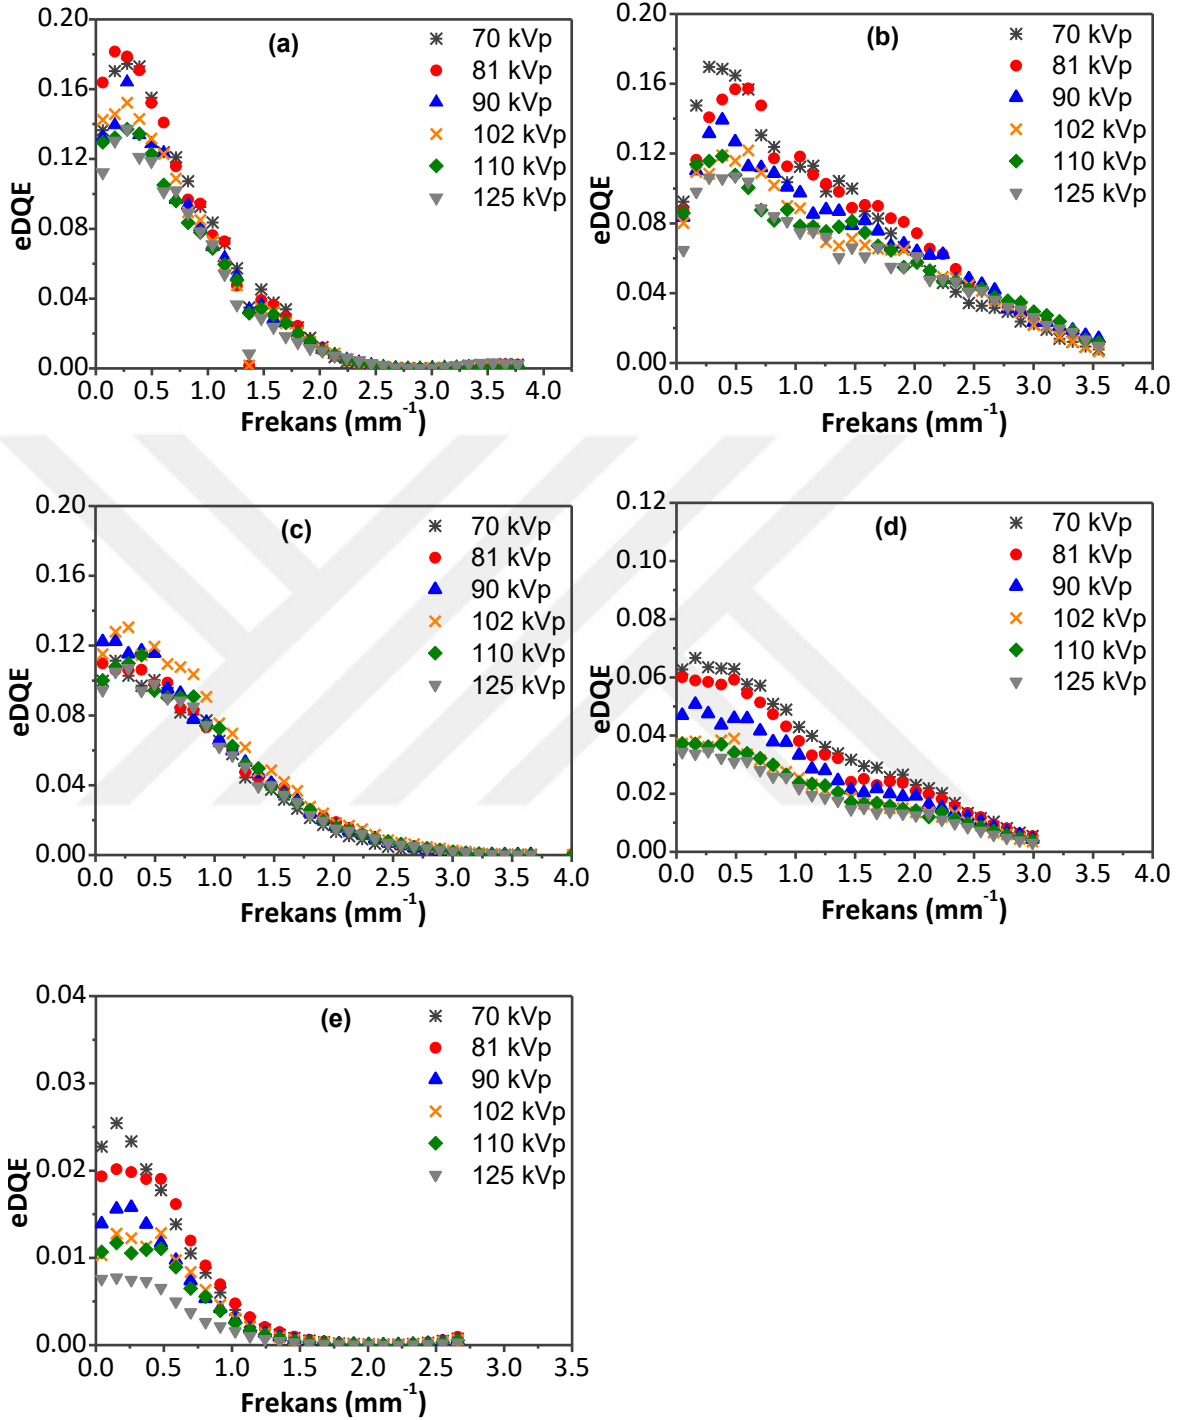 (a)
70 kVp
81 kVp
90 kVp
102 kVp
110 kVp
125 kVp
0.20
0.16
0.12
0.08
0.04
0.00
eDQE
0.0 0.5 1.0 1.5 2.0 2.5 3.0 3.5 4.0
Frekans (mm⁻¹)
(b)
70 kVp
81 kVp
90 kVp
102 kVp
110 kVp
125 kVp
0.20
0.16
0.12
0.08
0.04
0.00
eDQE
0.0 0.5 1.0 1.5 2.0 2.5 3.0 3.5 4.0
Frekans (mm⁻¹)
(c)
70 kVp
81 kVp
90 kVp
102 kVp
110 kVp
125 kVp
0.20
0.16
0.12
0.08
0.04
0.00
eDQE
0.0 0.5 1.0 1.5 2.0 2.5 3.0 3.5 4.0
Frekans (mm⁻¹)
(d)
70 kVp
81 kVp
90 kVp
102 kVp
110 kVp
125 kVp
0.12
0.10
0.08
0.06
0.04
0.02
0.00
eDQE
0.0 0.5 1.0 1.5 2.0 2.5 3.0 3.5 4.0
Frekans (mm⁻¹)
(e)
70 kVp
81 kVp
90 kVp
102 kVp
110 kVp
125 kVp
0.04
0.03
0.02
0.01
0.00
eDQE
0.0 0.5 1.0 1.5 2.0 2.5 3.0 3.5
Frekans (mm⁻¹)